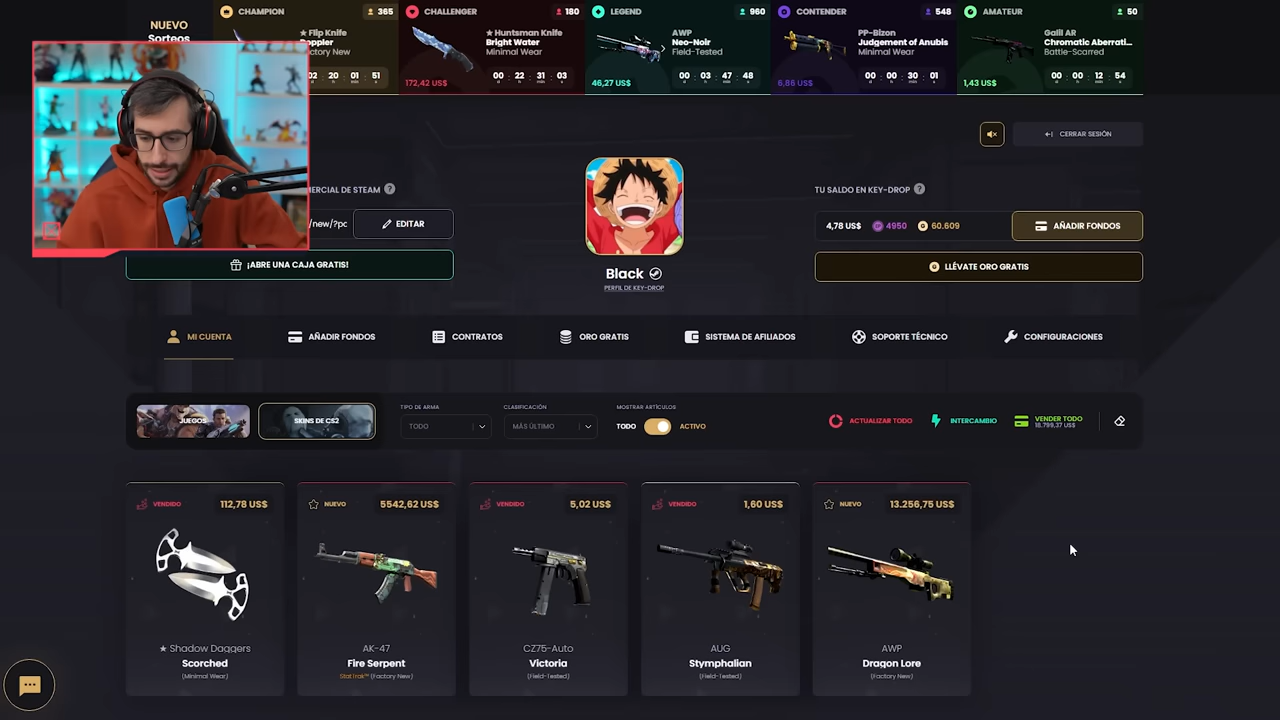 NUEVO
Sorteos
CHAMPION
365
★ Flip Knife
Doppler
Factory New
02 : 20 : 01 : 51
CHALLENGER
180
★ Huntsman Knife
Bright Water
Minimal Wear
172,42 US$
00 : 22 : 31 : 03
LEGEND
960
AWP
Neo-Noir
Field-Tested
46,27 US$
00 : 03 : 47 : 48
CONTENDER
548
PP-Bizon
Judgement of Anubis
Minimal Wear
6,86 US$
00 : 00 : 30 : 01
AMATEUR
50
Galil AR
Chromatic Aberrati...
Battle-Scarred
1,43 US$
00 : 00 : 12 : 54
CERRAR SESIÓN
DE STEAM ?
/new/?pc
EDITAR
¡ABRE UNA CAJA GRATIS!
Black
PERFIL DE KEY-DROP
TU SALDO EN KEY-DROP ?
4,78 US$
4950
60.609
AÑADIR FONDOS
LLÉVATE ORO GRATIS
MI CUENTA
AÑADIR FONDOS
CONTRATOS
ORO GRATIS
SISTEMA DE AFILIADOS
SOPORTE TÉCNICO
CONFIGURACIONES
JUEGOS
SKINS DE CS2
TIPO DE ARMA
TODO
CLASIFICACIÓN
MÁS ÚLTIMO
MOSTRAR ARTÍCULOS
TODO
ACTIVO
ACTUALIZAR TODO
INTERCAMBIO
VENDER TODO
18.799,37 US$
VENDIDO
112,78 US$
★ Shadow Daggers
Scorched
(Minimal Wear)
NUEVO
5542,62 US$
AK-47
Fire Serpent
StatTrak™ (Factory New)
VENDIDO
5,02 US$
CZ75-Auto
Victoria
(Field-Tested)
VENDIDO
1,60 US$
AUG
Stymphalian
(Field-Tested)
NUEVO
13.256,75 US$
AWP
Dragon Lore
(Factory New)